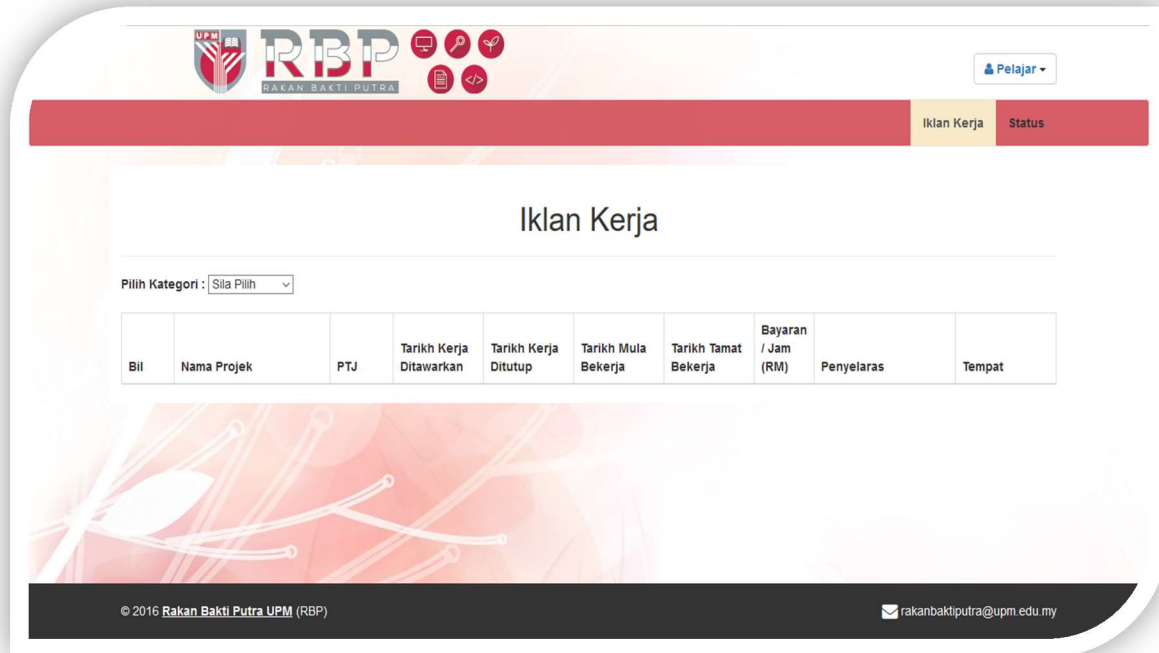 UPM
RBP
RAKAN BAKTI PUTRA
</>
Pelajar
Iklan Kerja
Status
Iklan Kerja
Pilih Kategori : Sila Pilih
Bil
Nama Projek
PTJ
Tarikh Kerja
Ditawarkan
Tarikh Kerja
Ditutup
Tarikh Mula
Bekerja
Tarikh Tamat
Bekerja
Bayaran
/ Jam
(RM)
Penyelaras
Tempat
© 2016 Rakan Bakti Putra UPM (RBP)
rakanbaktiputra@upm.edu.my